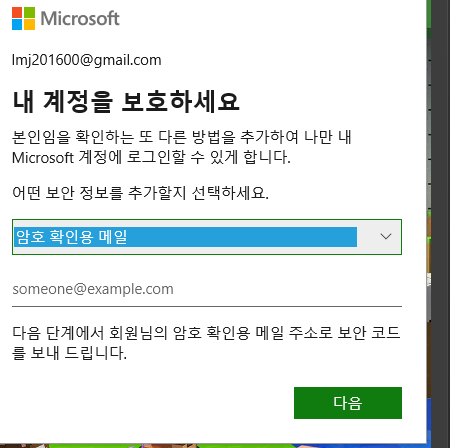 Microsoft
lmj201600@gmail.com
내 계정을 보호하세요
본인임을 확인하는 또 다른 방법을 추가하여 나만 내
Microsoft 계정에 로그인할 수 있게 합니다.
어떤 보안 정보를 추가할지 선택하세요.
암호 확인용 메일
someone@example.com
다음 단계에서 회원님의 암호 확인용 메일 주소로 보안 코드
를 보내 드립니다.
다음